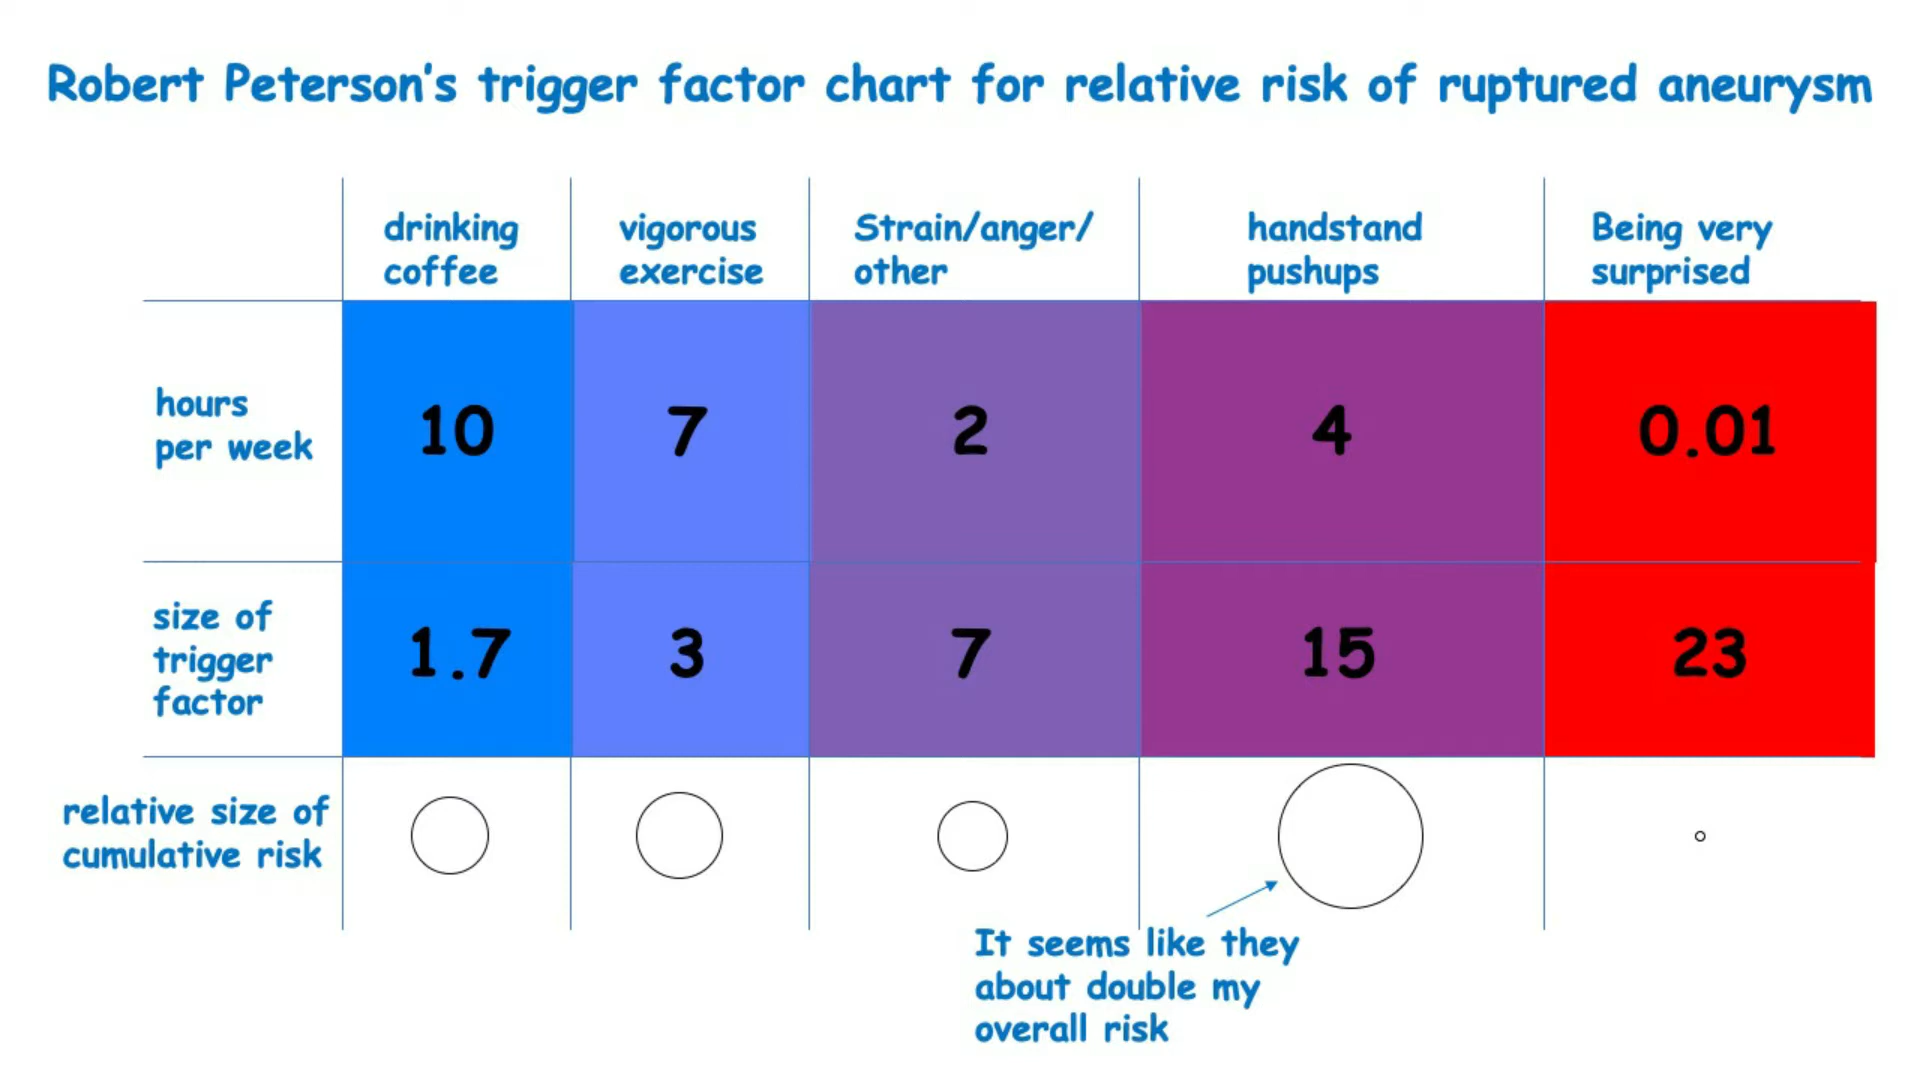 Robert Peterson's trigger factor chart for relative risk of ruptured aneurysm
drinking
coffee
vigorous
exercise
Strain/anger/
other
handstand
pushups
Being very
surprised
hours
per week
10
7
2
4
0.01
size of
trigger
factor
1.7
3
7
15
23
relative size of
cumulative risk
It seems like they
about double my
overall risk